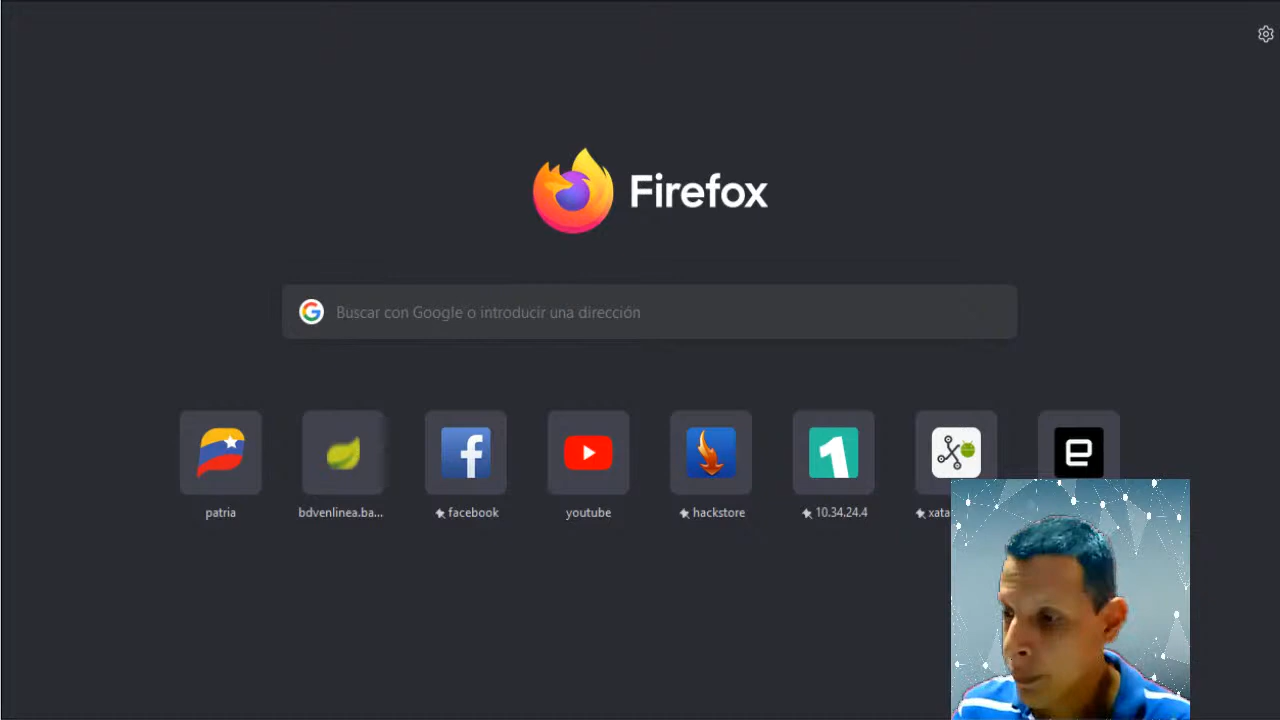 Firefox
Buscar con Google o introducir una dirección
patria
bdvenlinea.ba...
facebook
youtube
hackstore
10.34.24.4
xata